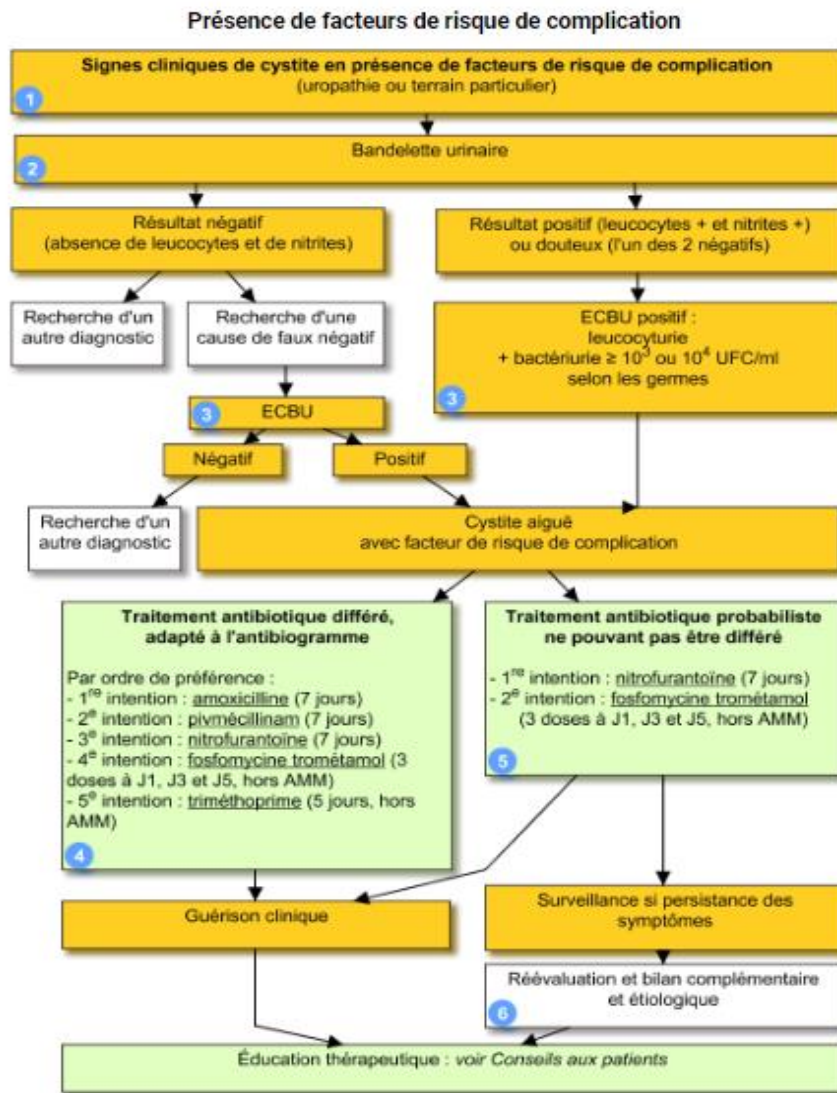 Présence de facteurs de risque de complication
Signes cliniques de cystite en présence de facteurs de risque de complication
(uropathie ou terrain particulier)
1
Bandelette urinaire
2
Résultat négatif
(absence de leucocytes et de nitrites)
Résultat positif (leucocytes + et nitrites +)
ou douteux (l'un des 2 négatifs)
Recherche d'un
autre diagnostic
Recherche d'une
cause de faux négatif
ECBU positif :
leucocyturie
+ bactériurie ≥ 10³ ou 10⁴ UFC/ml
selon les germes
3
3
ECBU
Négatif
Positif
Recherche d'un
autre diagnostic
Cystite aiguë
avec facteur de risque de complication
Traitement antibiotique différé,
adapté à l'antibiogramme
Par ordre de préférence :
- 1re intention : amoxicilline (7 jours)
- 2e intention : pivmécillinam (7 jours)
- 3e intention : nitrofurantoïne (7 jours)
- 4e intention : fosfomycine trométamol (3
doses à J1, J3 et J5, hors AMM)
- 5e intention : triméthoprime (5 jours, hors
AMM)
4
Traitement antibiotique probabiliste
ne pouvant pas être différé
- 1re intention : nitrofurantoïne (7 jours)
- 2e intention : fosfomycine trométamol
(3 doses à J1, J3 et J5, hors AMM)
5
Guérison clinique
Surveillance si persistance des
symptômes
Réévaluation et bilan complémentaire
et étiologique
6
Éducation thérapeutique : voir Conseils aux patients